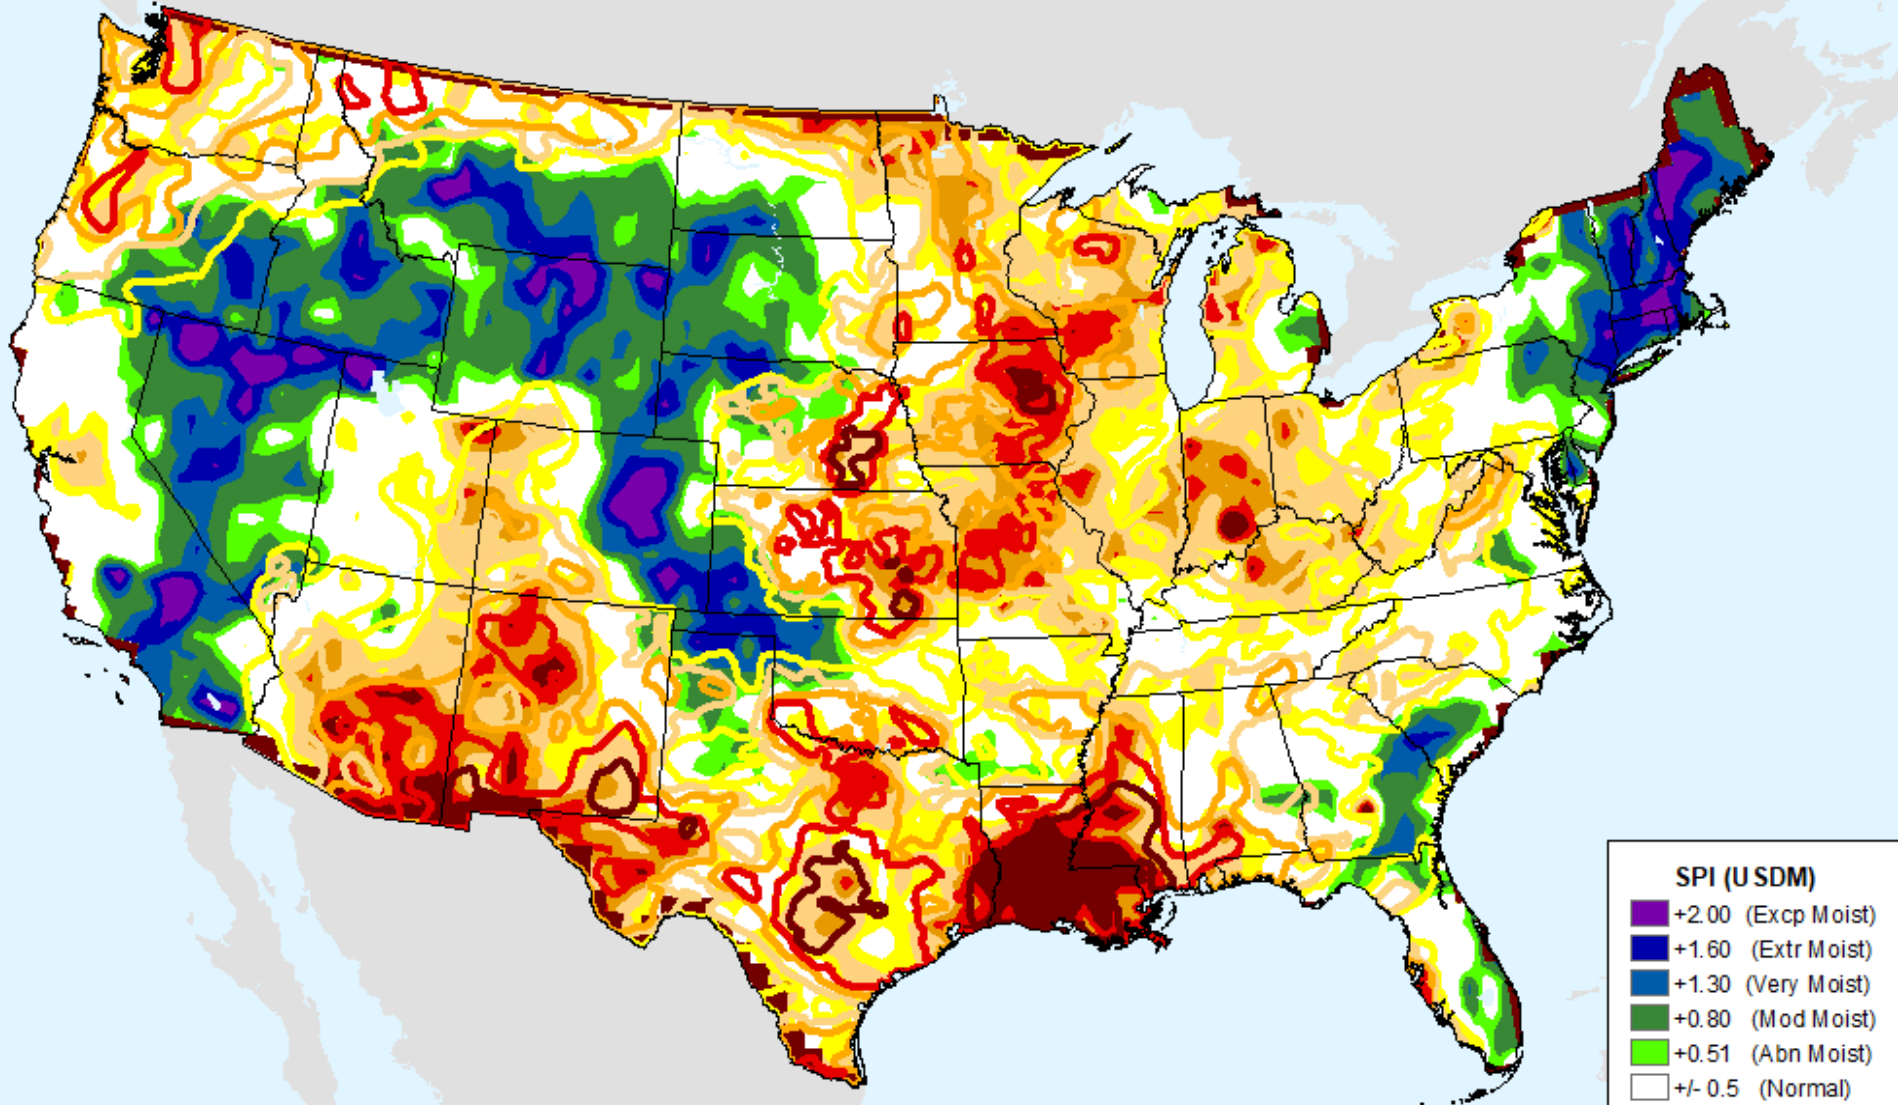 SPI (USDM)
+2.00 (Excp Moist)
+1.60 (Extr Moist)
+1.30 (Very Moist)
+0.80 (Mod Moist)
+0.51 (Abn Moist)
+/- 0.5 (Normal)